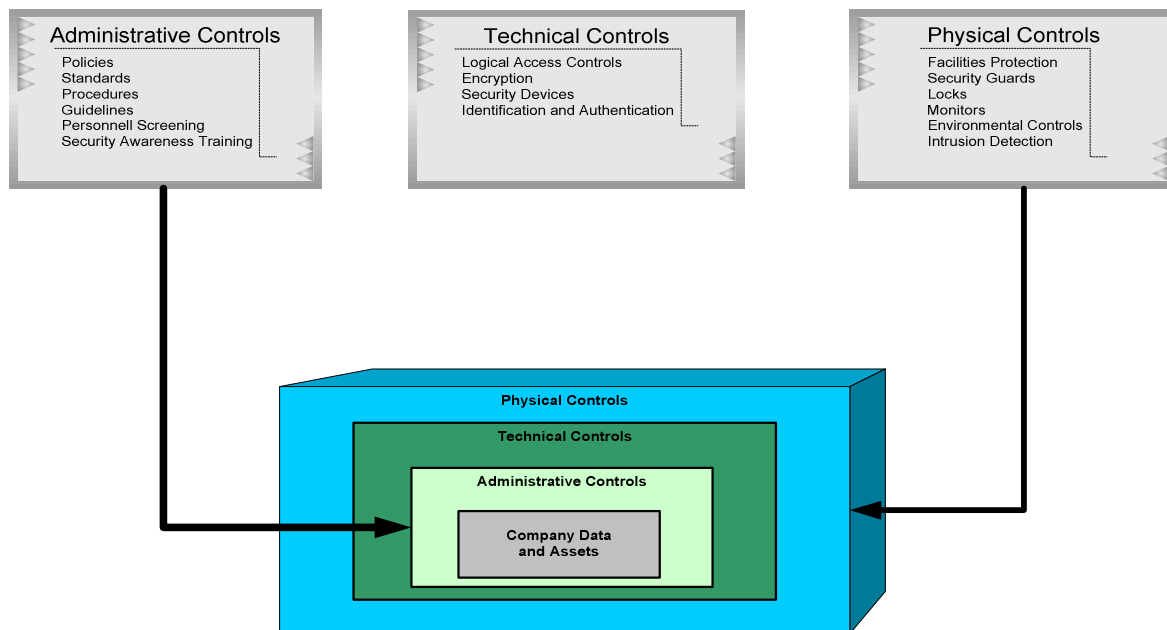 Administrative Controls
Policies
Standards
Procedures
Guidelines
Personnell Screening
Security Awareness Training
Technical Controls
Logical Access Controls
Encryption
Security Devices
Identification and Authentication
Physical Controls
Facilities Protection
Security Guards
Locks
Monitors
Environmental Controls
Intrusion Detection
Physical Controls
Technical Controls
Administrative Controls
Company Data
and Assets